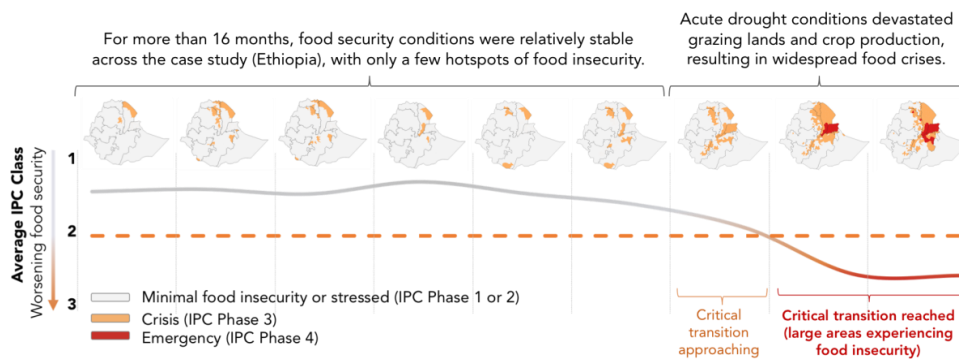 For more than 16 months, food security conditions were relatively stable
across the case study (Ethiopia), with only a few hotspots of food insecurity.
Acute drought conditions devastated
grazing lands and crop production,
resulting in widespread food crises.
Average IPC Class
Worsening food security
1
2
3
Minimal food insecurity or stressed (IPC Phase 1 or 2)
Crisis (IPC Phase 3)
Emergency (IPC Phase 4)
Critical
transition
approaching
Critical transition reached
(large areas experiencing
food insecurity)